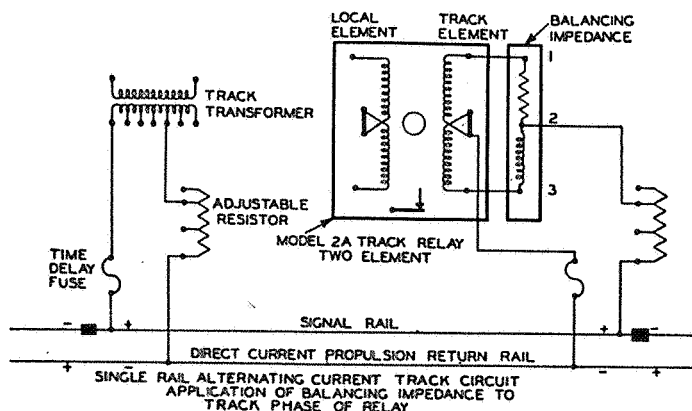 LOCAL
ELEMENT
TRACK
ELEMENT
BALANCING
IMPEDANCE
1
2
3
TRACK
TRANSFORMER
ADJUSTABLE
RESISTOR
MODEL 2A TRACK RELAY
TWO ELEMENT
TIME
DELAY
FUSE
- +
SIGNAL RAIL
+ -
DIRECT CURRENT PROPULSION RETURN RAIL
+ -
- +
SINGLE RAIL ALTERNATING CURRENT TRACK CIRCUIT
APPLICATION OF BALANCING IMPEDANCE TO
TRACK PHASE OF RELAY